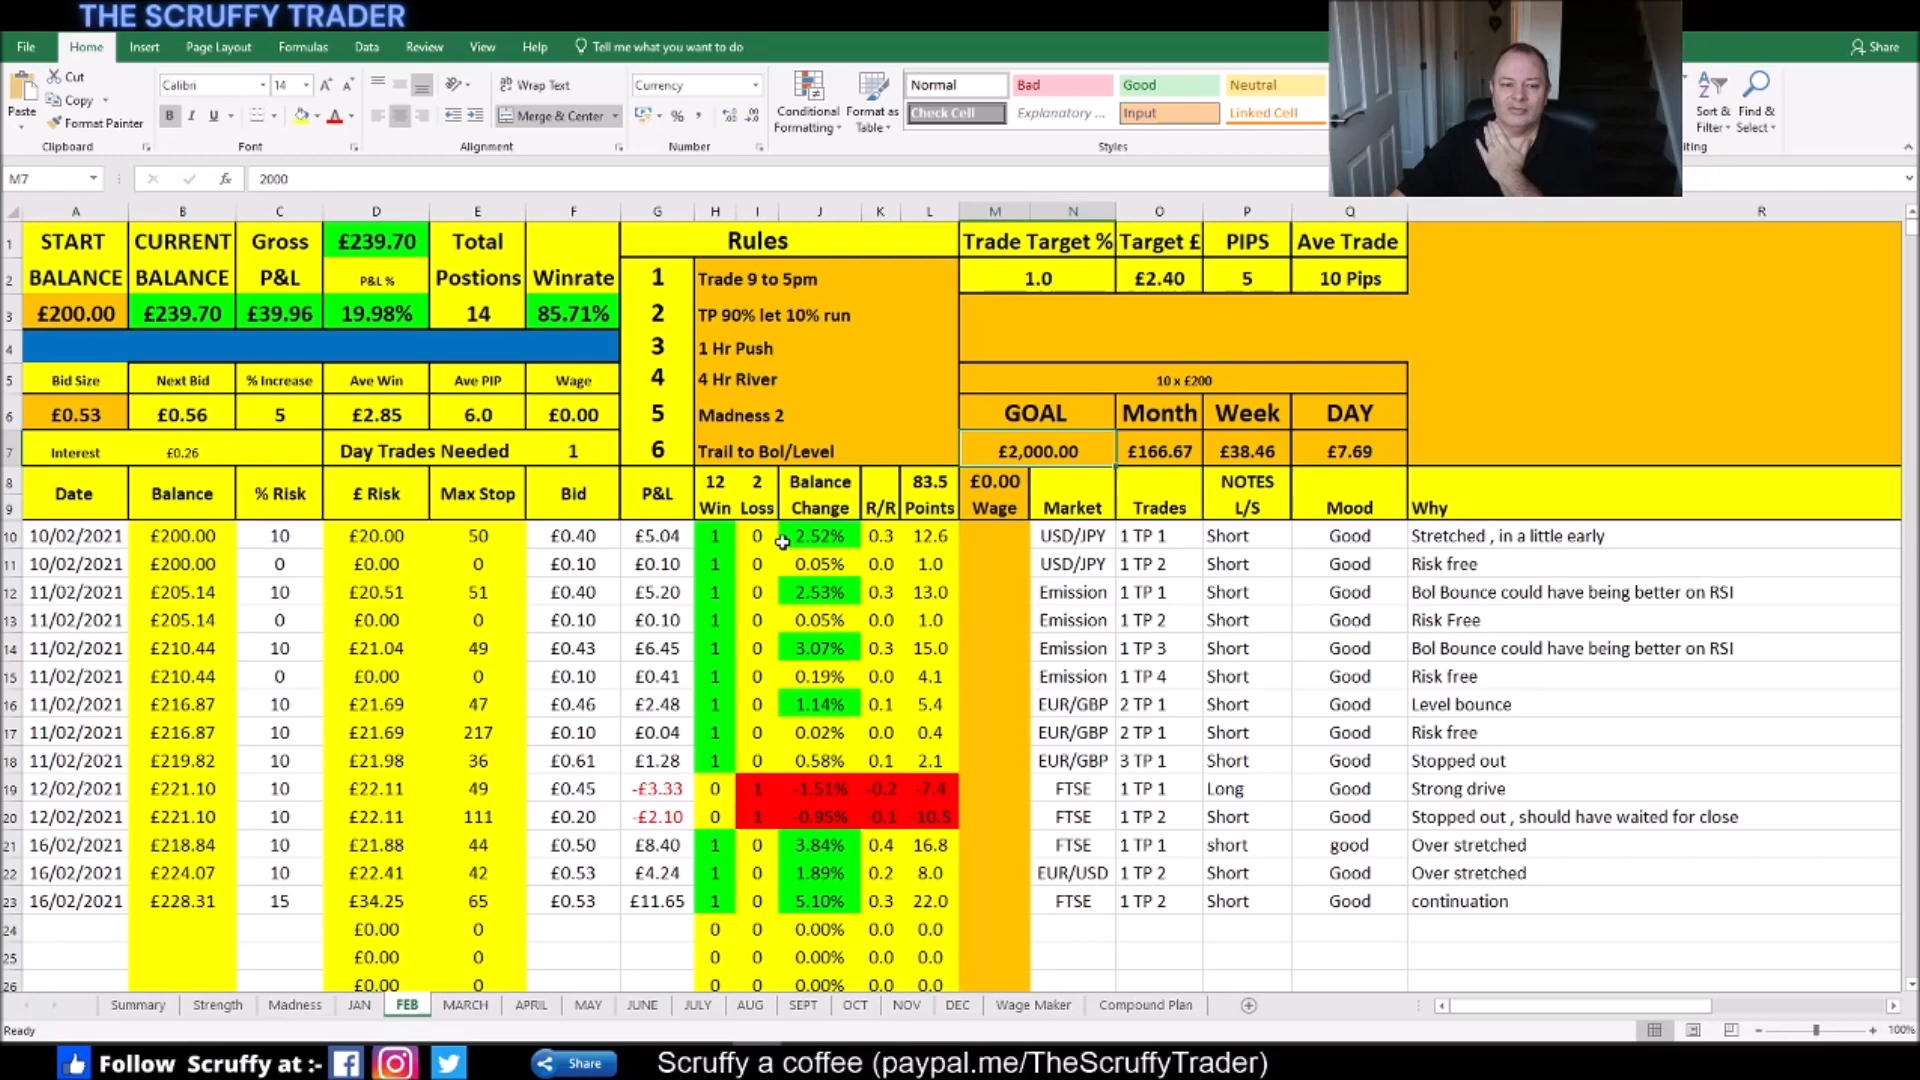 THE SCRUFFY TRADER
File Home Insert Page Layout Formulas Data Review View Help Tell me what you want to do Share
Cut
Copy
Format Painter
Paste
Clipboard
Calibri 14
B I U
Font
Wrap Text
Merge & Center
Alignment
Currency
Number
Conditional Formatting
Format as Table
Normal Bad Good Neutral
Check Cell Explanatory ... Input Linked Cell
Styles
Sort & Filter
Find & Select
iting
M7 fx 2000
A B C D E F G H I J K L M N O P Q R
1 START CURRENT Gross £239.70 Total Rules Trade Target % Target £ PIPS Ave Trade
2 BALANCE BALANCE P&L P&L % Postions Winrate 1 Trade 9 to 5pm 1.0 £2.40 5 10 Pips
3 £200.00 £239.70 £39.96 19.98% 14 85.71% 2 TP 90% let 10% run
4 3 1 Hr Push
5 Bid Size Next Bid % Increase Ave Win Ave PIP Wage 4 4 Hr River 10 x £200
6 £0.53 £0.56 5 £2.85 6.0 £0.00 5 Madness 2 GOAL Month Week DAY
7 Interest £0.26 Day Trades Needed 1 6 Trail to Bol/Level £2,000.00 £166.67 £38.46 £7.69
8 12 2 Balance 83.5 £0.00 NOTES
9 Date Balance % Risk £ Risk Max Stop Bid P&L Win Loss Change R/R Points Wage Market Trades L/S Mood Why
10 10/02/2021 £200.00 10 £20.00 50 £0.40 £5.04 1 0 2.52% 0.3 12.6 USD/JPY 1 TP 1 Short Good Stretched , in a little early
11 10/02/2021 £200.00 0 £0.00 0 £0.10 £0.10 1 0 0.05% 0.0 1.0 USD/JPY 1 TP 2 Short Good Risk free
12 11/02/2021 £205.14 10 £20.51 51 £0.40 £5.20 1 0 2.53% 0.3 13.0 Emission 1 TP 1 Short Good Bol Bounce could have being better on RSI
13 11/02/2021 £205.14 0 £0.00 0 £0.10 £0.10 1 0 0.05% 0.0 1.0 Emission 1 TP 2 Short Good Risk Free
14 11/02/2021 £210.44 10 £21.04 49 £0.43 £6.45 1 0 3.07% 0.3 15.0 Emission 1 TP 3 Short Good Bol Bounce could have being better on RSI
15 11/02/2021 £210.44 0 £0.00 0 £0.10 £0.41 1 0 0.19% 0.0 4.1 Emission 1 TP 4 Short Good Risk free
16 11/02/2021 £216.87 10 £21.69 47 £0.46 £2.48 1 0 1.14% 0.1 5.4 EUR/GBP 2 TP 1 Short Good Level bounce
17 11/02/2021 £216.87 10 £21.69 217 £0.10 £0.04 1 0 0.02% 0.0 0.4 EUR/GBP 2 TP 1 Short Good Risk free
18 11/02/2021 £219.82 10 £21.98 36 £0.61 £1.28 1 0 0.58% 0.1 2.1 EUR/GBP 3 TP 1 Short Good Stopped out
19 12/02/2021 £221.10 10 £22.11 49 £0.45 -£3.33 0 1 -1.51% -0.2 -7.4 FTSE 1 TP 1 Long Good Strong drive
20 12/02/2021 £221.10 10 £22.11 111 £0.20 -£2.10 0 1 -0.95% -0.1 -10.5 FTSE 1 TP 2 Short Good Stopped out , should have waited for close
21 16/02/2021 £218.84 10 £21.88 44 £0.50 £8.40 1 0 3.84% 0.4 16.8 FTSE 1 TP 1 short good Over stretched
22 16/02/2021 £224.07 10 £22.41 42 £0.53 £4.24 1 0 1.89% 0.2 8.0 EUR/USD 1 TP 2 Short Good Over stretched
23 16/02/2021 £228.31 15 £34.25 65 £0.53 £11.65 1 0 5.10% 0.3 22.0 FTSE 1 TP 2 Short Good continuation
24 £0.00 0 0 0 0.00% 0.0 0.0
25 £0.00 0 0 0 0.00% 0.0 0.0
26 £0.00 0 0 0 0.00% 0.0 0.0
Summary Strength Madness JAN FEB MARCH APRIL MAY JUNE JULY AUG SEPT OCT NOV DEC Wage Maker Compound Plan
Ready 100%
Follow Scruffy at :- Share Scruffy a coffee (paypal.me/TheScruffyTrader)